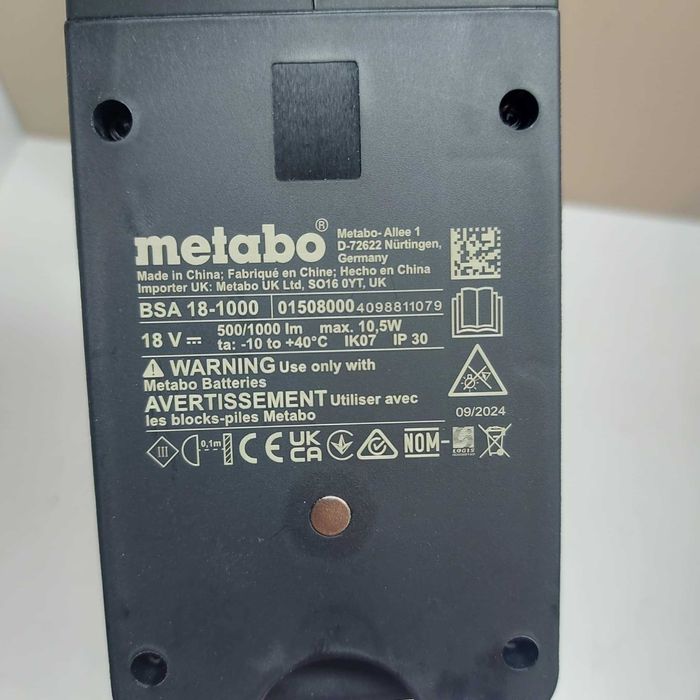 metabo®
Metabo- Allee 1
D-72622 Nürtingen,
Germany
Made in China; Fabriqué en Chine; Hecho en China
Importer UK: Metabo UK Ltd, SO16 0YT, UK
BSA 18-1000 01508000 4098811079
18 V
500/1000 lm max. 10,5W
ta: -10 to +40°C IK07 IP 30
WARNING Use only with
Metabo Batteries
AVERTISSEMENT Utiliser avec
les blocks-piles Metabo
09/2024
III 0,1m CE UK CA NOM-